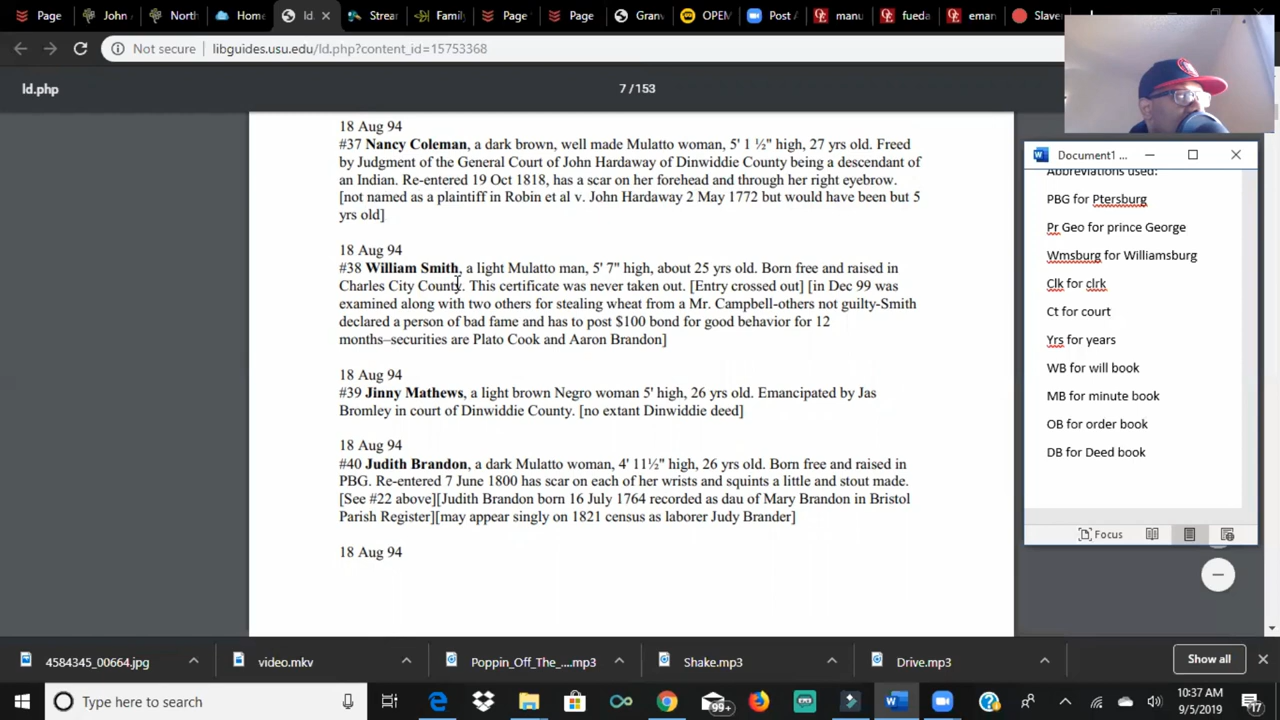 Page
John
North
Home
ld.
Stream
Family
Page
Page
Gran
OPEM
Post A
manu
fueda
eman
Slave
Not secure
libguides.usu.edu/ld.php?content_id=15753368
ld.php
7 / 153
18 Aug 94
#37 Nancy Coleman, a dark brown, well made Mulatto woman, 5' 1 ½" high, 27 yrs old. Freed
by Judgment of the General Court of John Hardaway of Dinwiddie County being a descendant of
an Indian. Re-entered 19 Oct 1818, has a scar on her forehead and through her right eyebrow.
[not named as a plaintiff in Robin et al v. John Hardaway 2 May 1772 but would have been but 5
yrs old]
18 Aug 94
#38 William Smith, a light Mulatto man, 5' 7" high, about 25 yrs old. Born free and raised in
Charles City County. This certificate was never taken out. [Entry crossed out] [in Dec 99 was
examined along with two others for stealing wheat from a Mr. Campbell-others not guilty-Smith
declared a person of bad fame and has to post $100 bond for good behavior for 12
months–securities are Plato Cook and Aaron Brandon]
18 Aug 94
#39 Jinny Mathews, a light brown Negro woman 5' high, 26 yrs old. Emancipated by Jas
Bromley in court of Dinwiddie County. [no extant Dinwiddie deed]
18 Aug 94
#40 Judith Brandon, a dark Mulatto woman, 4' 11½" high, 26 yrs old. Born free and raised in
PBG. Re-entered 7 June 1800 has scar on each of her wrists and squints a little and stout made.
[See #22 above][Judith Brandon born 16 July 1764 recorded as dau of Mary Brandon in Bristol
Parish Register][may appear singly on 1821 census as laborer Judy Brander]
18 Aug 94
Document1 ...
Abbreviations used:
PBG for Ptersburg
Pr Geo for prince George
Wmsburg for Williamsburg
Clk for clrk
Ct for court
Yrs for years
WB for will book
MB for minute book
OB for order book
DB for Deed book
Focus
4584345_00664.jpg
video.mkv
Poppin_Off_The_....mp3
Shake.mp3
Drive.mp3
Show all
Type here to search
99+
10:37 AM
9/5/2019
17